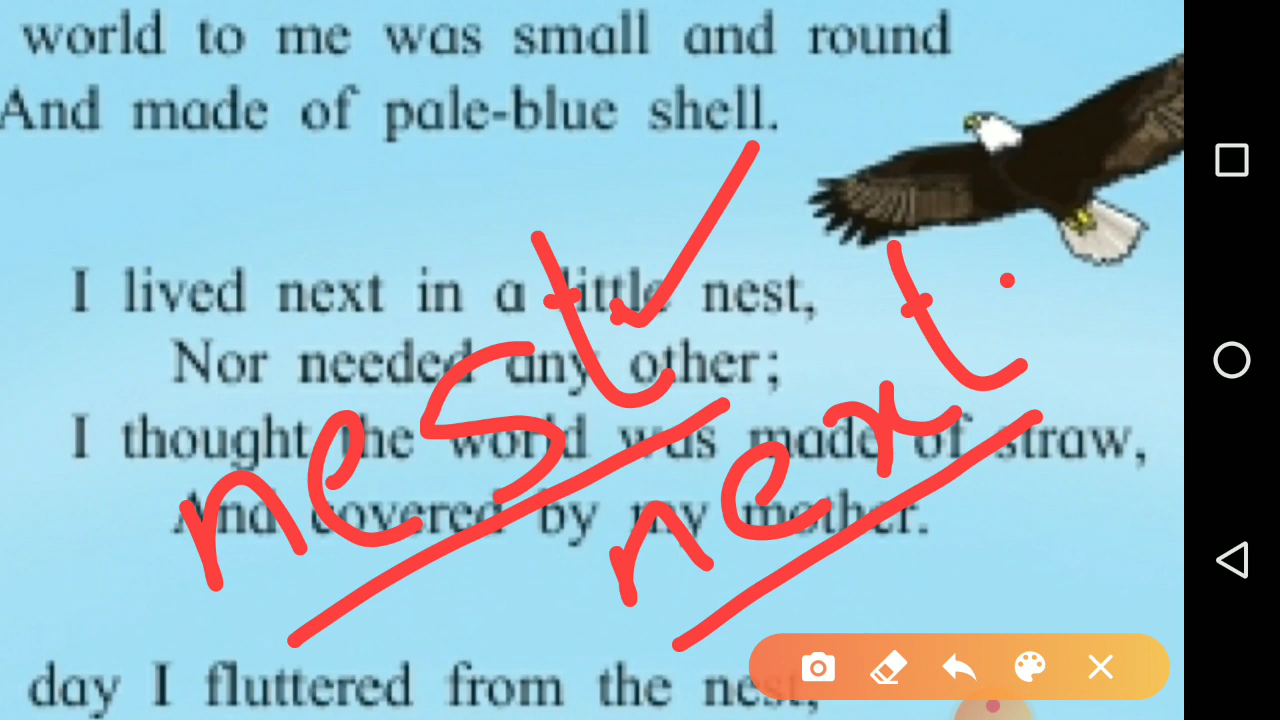 world to me was small and round
And made of pale-blue shell.
I lived next in a little nest,
Nor needed any other;
I thought the world was made of straw,
And covered by my mother.
nest
next
day I fluttered from the nest,